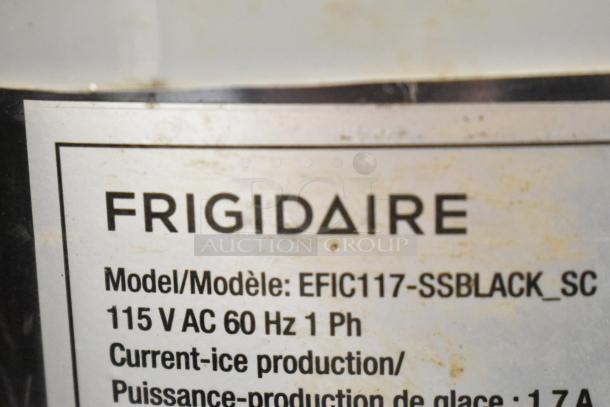 FRIGIDAIRE
AUCTION GROUP
Model/Modèle: EFIC117-SSBLACK_SC
115 V AC 60 Hz 1 Ph
Current-ice production/
Puissance-production de glace : 1.7 A